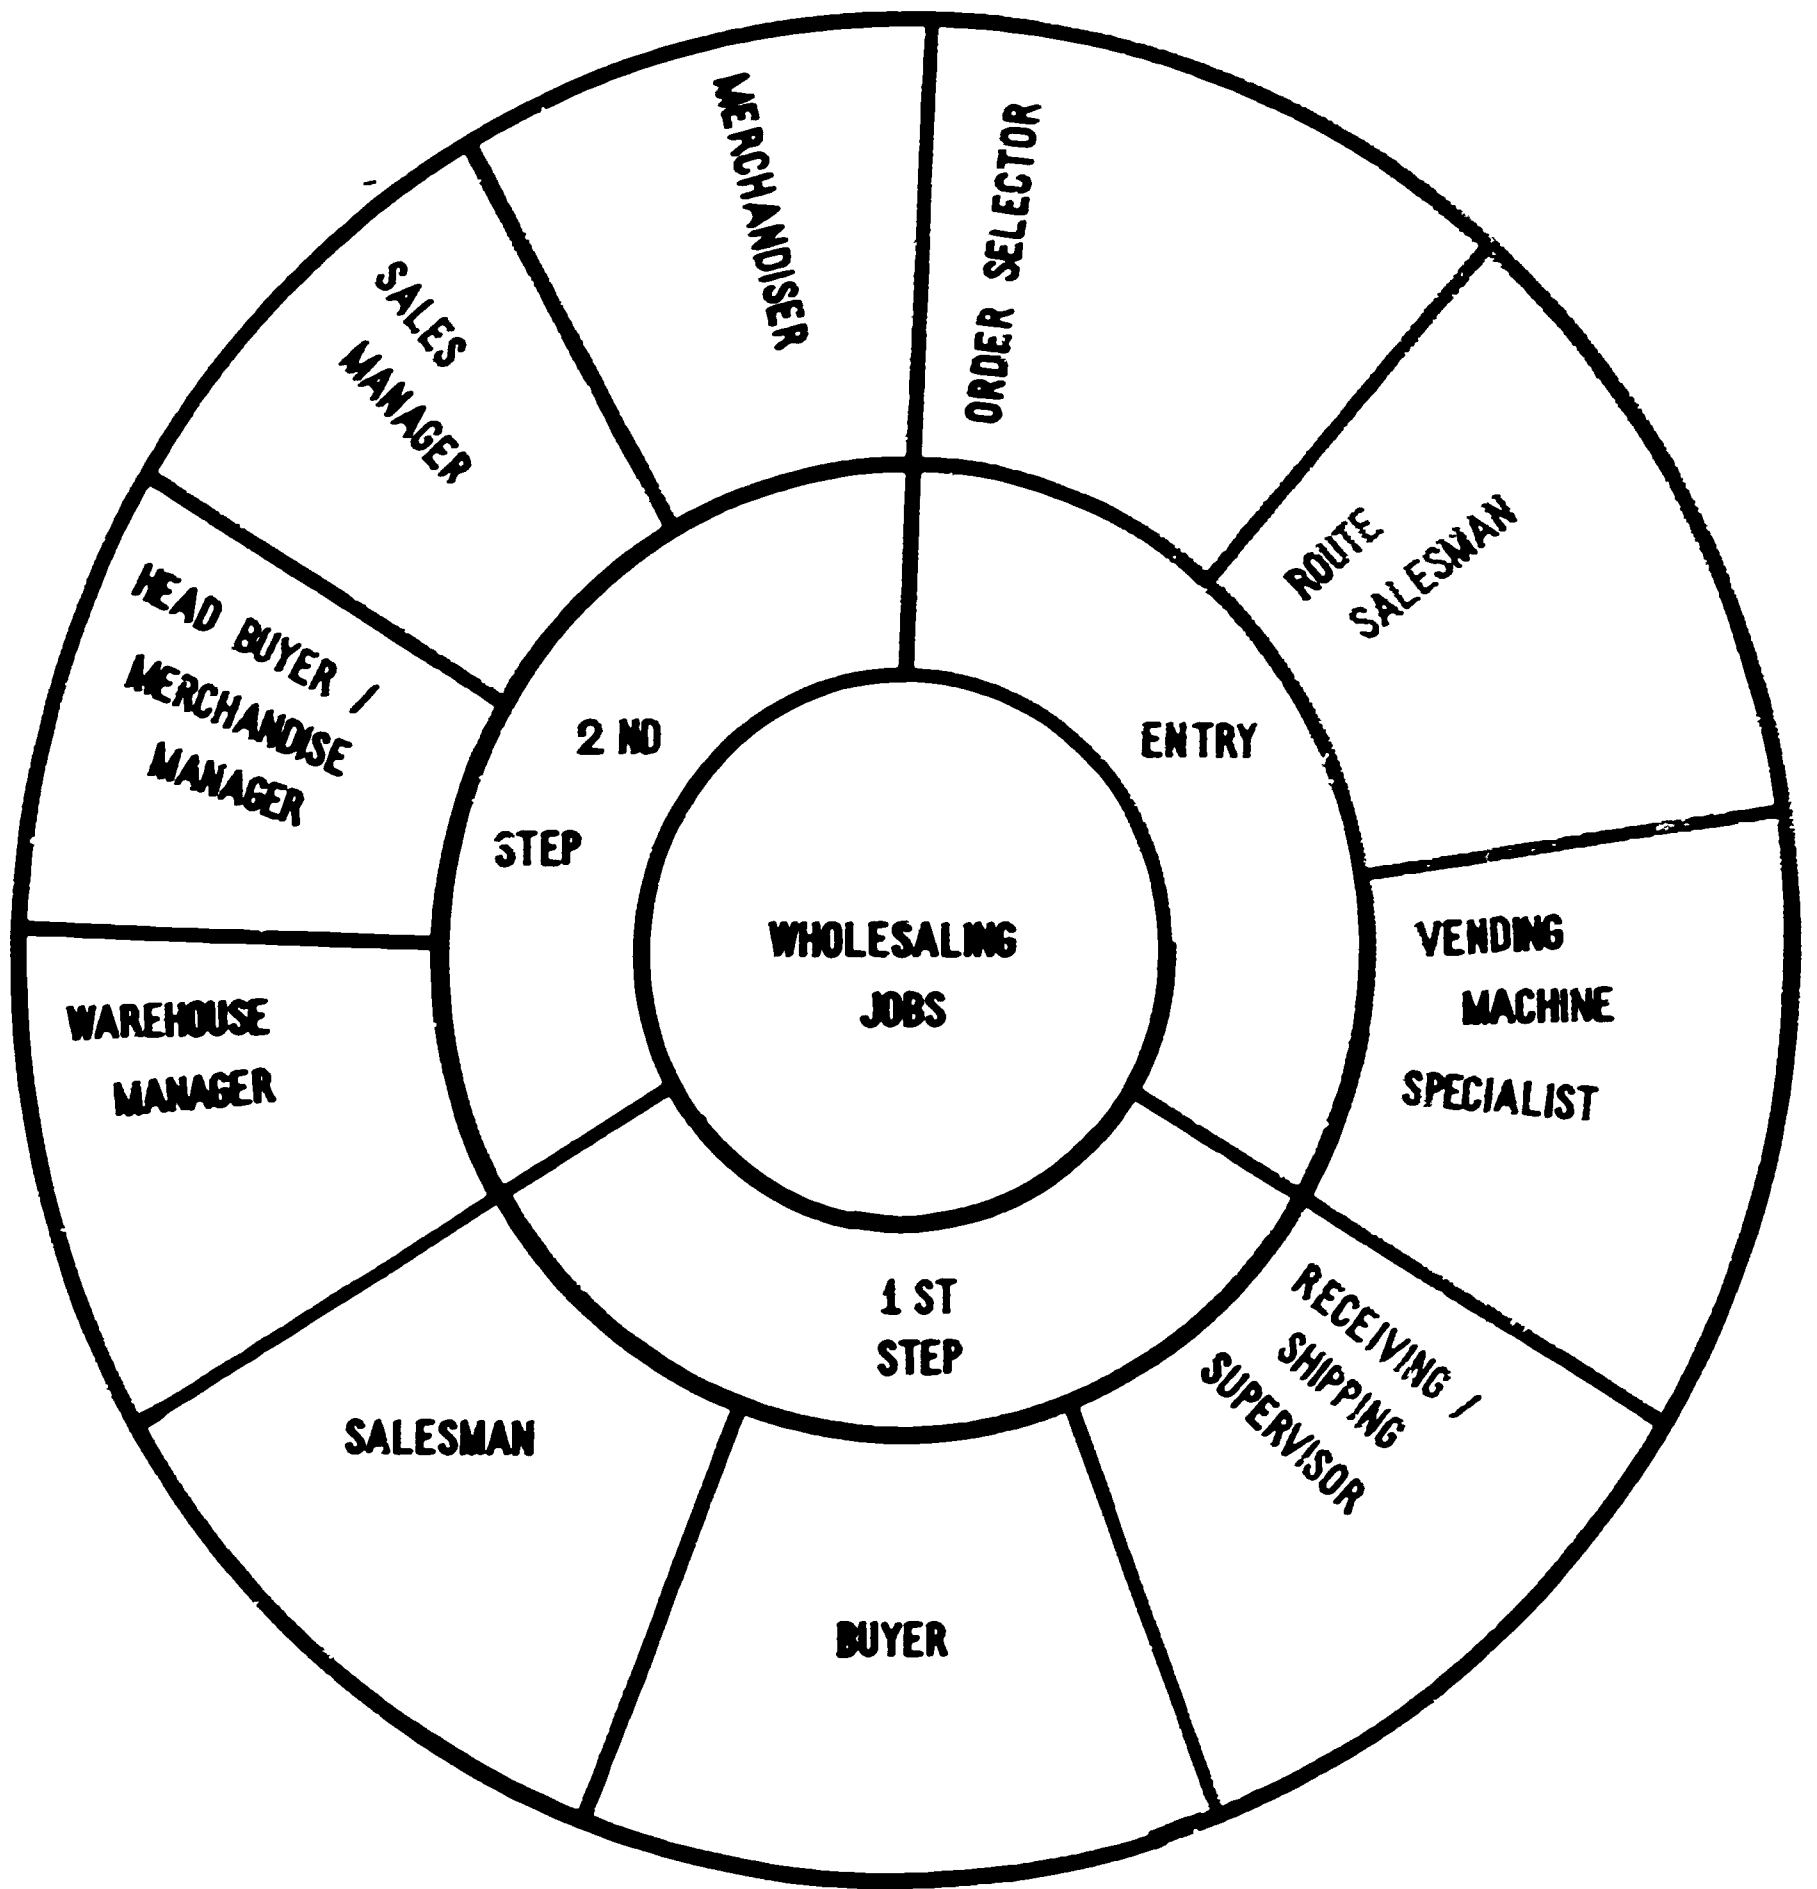 WHOLESALING
JOBS
ENTRY
1 ST
STEP
2 ND
STEP
ORDER SELECTOR
ROUTE
SALESMAN
VENDING
MACHINE
SPECIALIST
RECEIVING /
SHIPPING
SUPERVISOR
BUYER
SALESMAN
WAREHOUSE
MANAGER
HEAD BUYER /
MERCHANDISE
MANAGER
SALES
MANAGER
MERCHANDISER